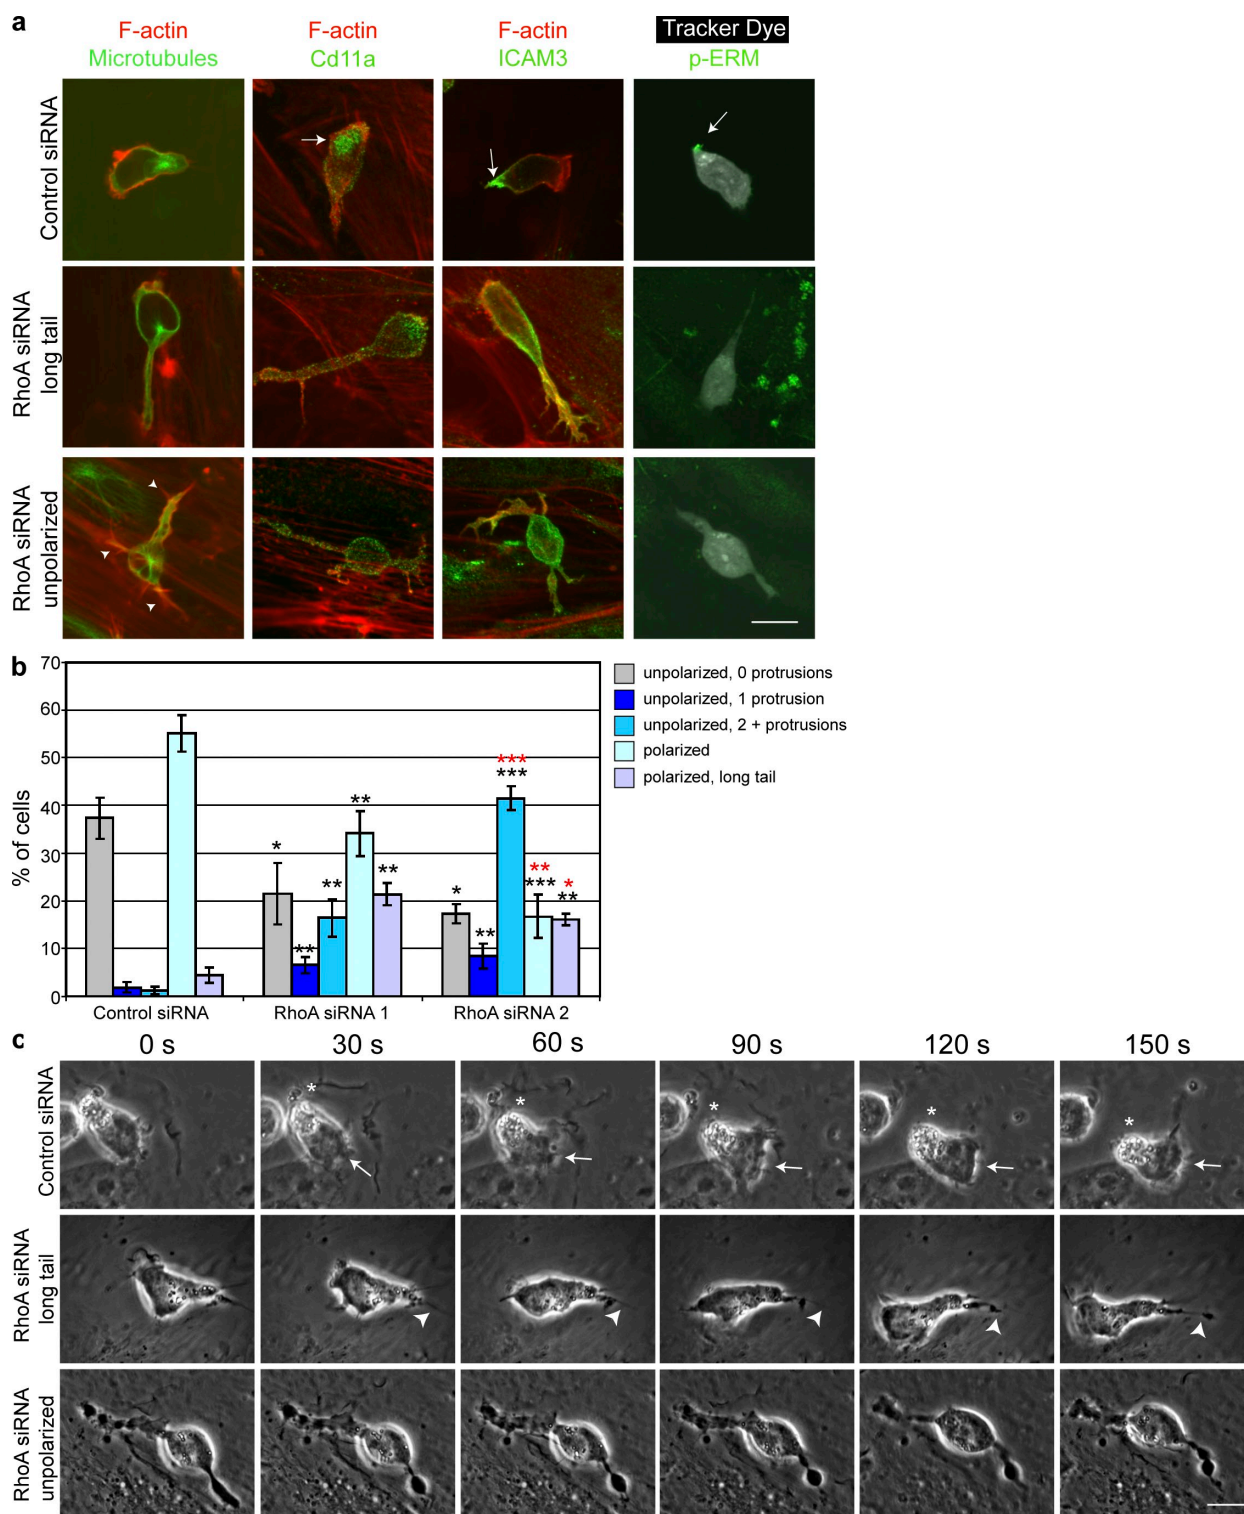 a
F-actin F-actin F-actin Tracker Dye
Microtubules Cd11a ICAM3 p-ERM
Control siRNA
RhoA siRNA
long tail
RhoA siRNA
unpolarized
b
% of cells
70
60
50
40
30
20
10
0
*
**
**
**
**
*
**
***
***
**
***
*
**
Control siRNA RhoA siRNA 1 RhoA siRNA 2
unpolarized, 0 protrusions
unpolarized, 1 protrusion
unpolarized, 2 + protrusions
polarized
polarized, long tail
c
0 s 30 s 60 s 90 s 120 s 150 s
Control siRNA
* * * * *
RhoA siRNA
long tail
RhoA siRNA
unpolarized